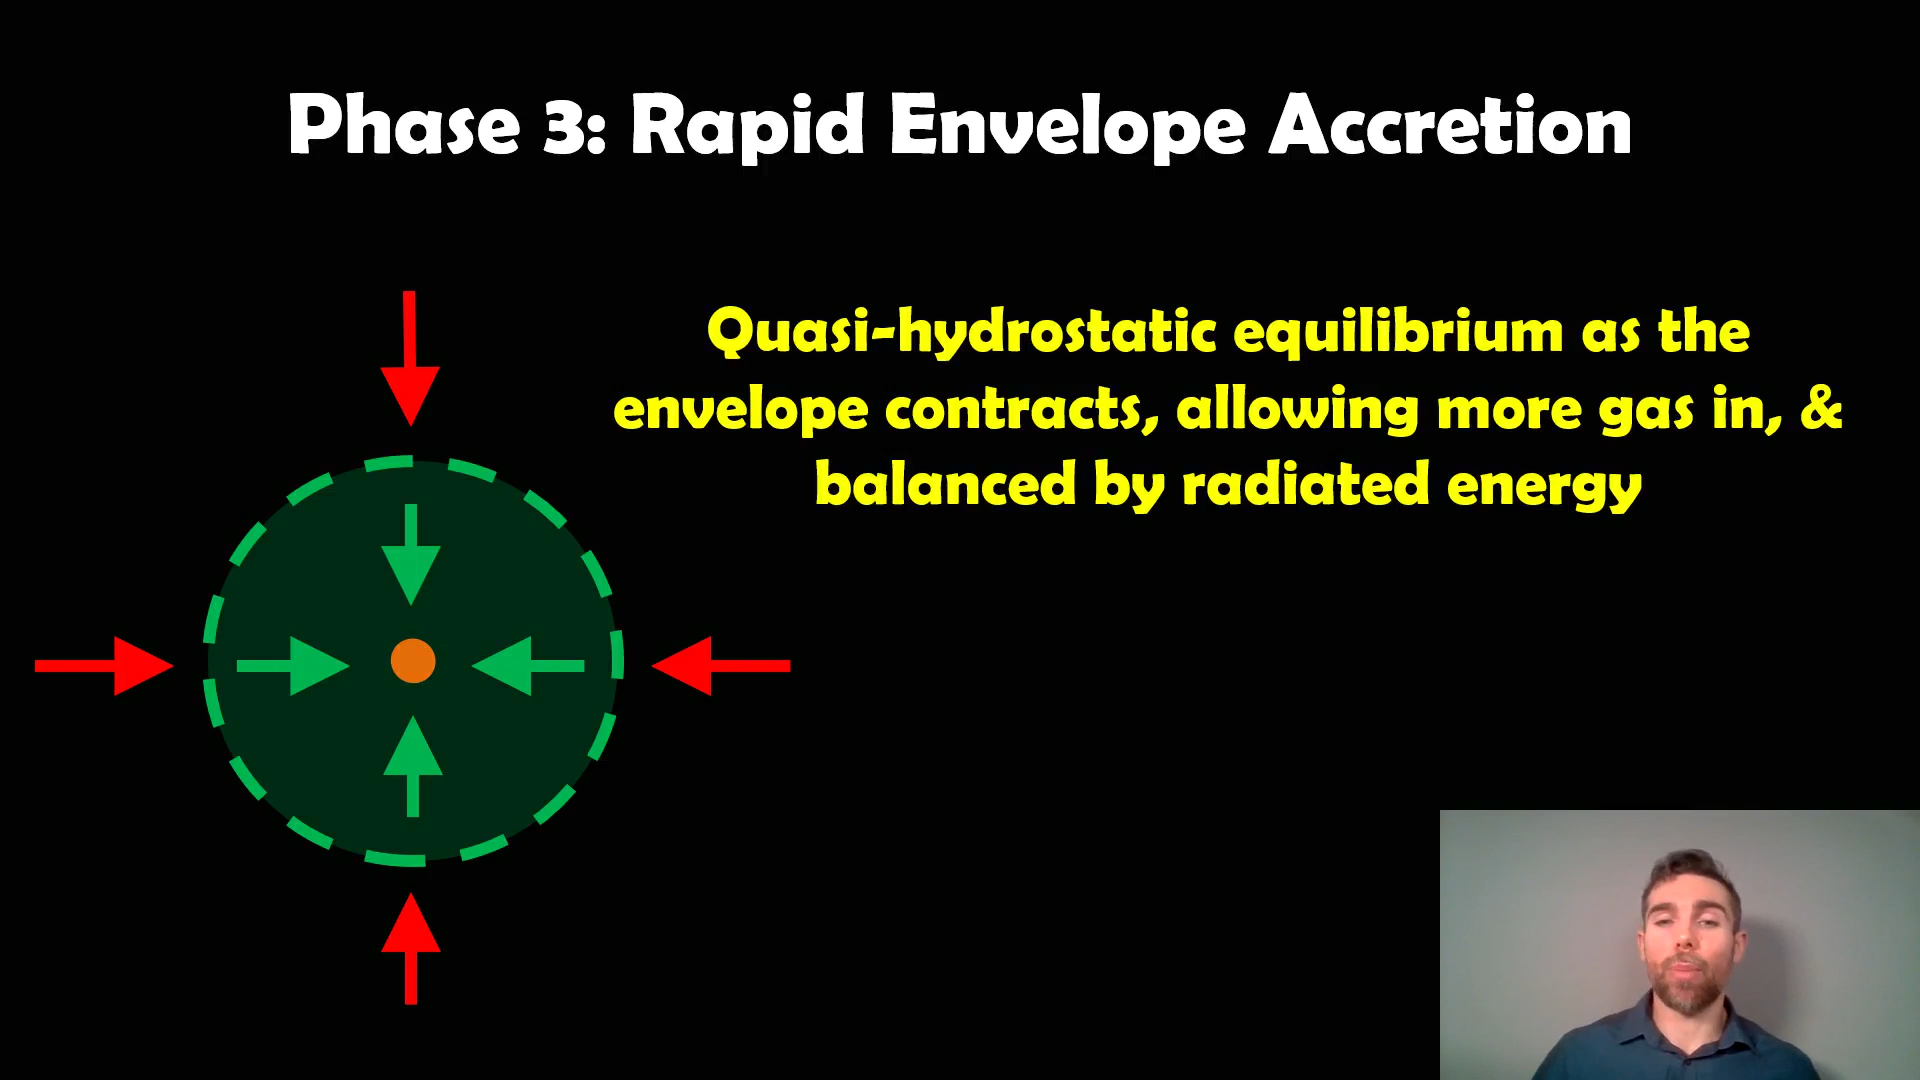 Phase 3: Rapid Envelope Accretion
Quasi-hydrostatic equilibrium as the
envelope contracts, allowing more gas in, &
balanced by radiated energy